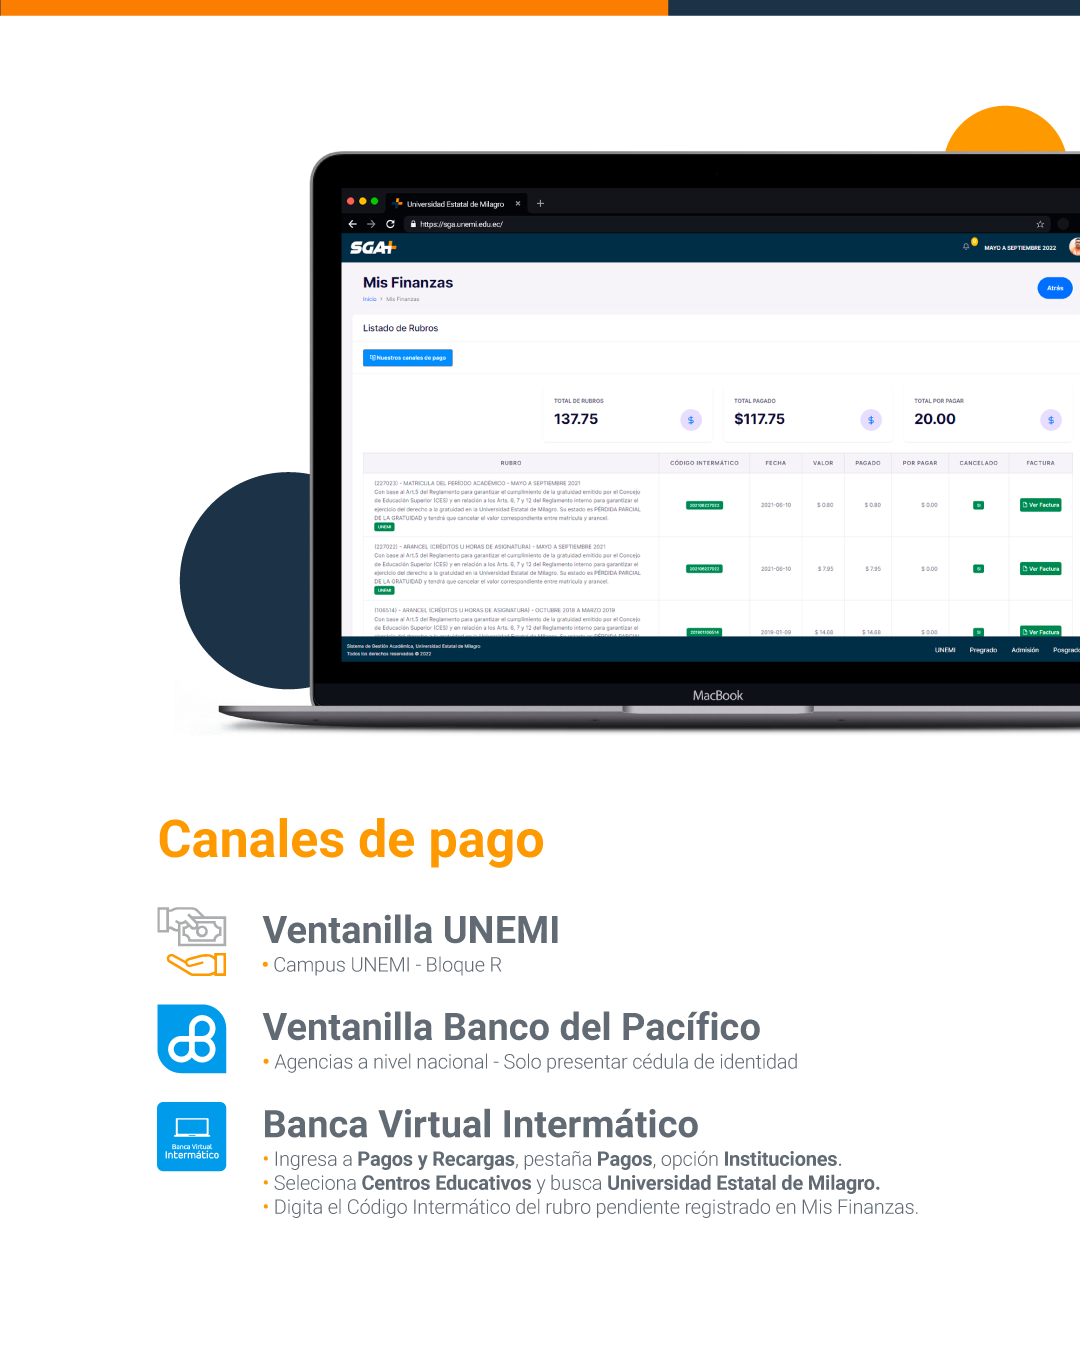 Universidad Estatal de Milagro
https://sga.unemi.edu.ec/
SGA+
MAYO A SEPTIEMBRE 2022
Mis Finanzas
Inicio > Mis Finanzas
Atrás
Listado de Rubros
Nuestros canales de pago
TOTAL DE RUBROS
137.75
$
TOTAL PAGADO
$117.75
$
TOTAL POR PAGAR
20.00
$
RUBRO CÓDIGO INTERMÁTICO FECHA VALOR PAGADO POR PAGAR CANCELADO FACTURA
(227023) - MATRICULA DEL PERIODO ACADÉMICO - MAYO A SEPTIEMBRE 2021
Con base al Art.5 del Reglamento para garantizar el cumplimiento de la gratuidad emitido por el Concejo
de Educación Superior (CES) y en relación a los Arts. 6, 7 y 12 del Reglamento interno para garantizar el
ejercicio del derecho a la gratuidad en la Universidad Estatal de Milagro. Su estado es PÉRDIDA PARCIAL
DE LA GRATUIDAD y tendrá que cancelar el valor correspondiente entre matrícula y arancel.
UNEMI
202106227023 2021-06-10 $ 0.80 $ 0.80 $ 0.00 SI Ver Factura
(227022) - ARANCEL (CRÉDITOS U HORAS DE ASIGNATURA) - MAYO A SEPTIEMBRE 2021
Con base al Art.5 del Reglamento para garantizar el cumplimiento de la gratuidad emitido por el Concejo
de Educación Superior (CES) y en relación a los Arts. 6, 7 y 12 del Reglamento interno para garantizar el
ejercicio del derecho a la gratuidad en la Universidad Estatal de Milagro. Su estado es PÉRDIDA PARCIAL
DE LA GRATUIDAD y tendrá que cancelar el valor correspondiente entre matrícula y arancel.
UNEMI
202106227022 2021-06-10 $ 7.95 $ 7.95 $ 0.00 SI Ver Factura
(106514) - ARANCEL (CRÉDITOS U HORAS DE ASIGNATURA) - OCTUBRE 2018 A MARZO 2019
Con base al Art.5 del Reglamento para garantizar el cumplimiento de la gratuidad emitido por el Concejo
de Educación Superior (CES) y en relación a los Arts. 6, 7 y 12 del Reglamento interno para garantizar el
201901106514 2019-01-09 $ 14.68 $ 14.68 $ 0.00 SI Ver Factura
Sistema de Gestión Académica, Universidad Estatal de Milagro
Todos los derechos reservados © 2022
UNEMI Pregrado Admisión Posgrado
MacBook
Canales de pago
Ventanilla UNEMI
• Campus UNEMI - Bloque R
Ventanilla Banco del Pacífico
• Agencias a nivel nacional - Solo presentar cédula de identidad
Banca Virtual
Intermático
Banca Virtual Intermático
• Ingresa a Pagos y Recargas, pestaña Pagos, opción Instituciones.
• Seleciona Centros Educativos y busca Universidad Estatal de Milagro.
• Digita el Código Intermático del rubro pendiente registrado en Mis Finanzas.